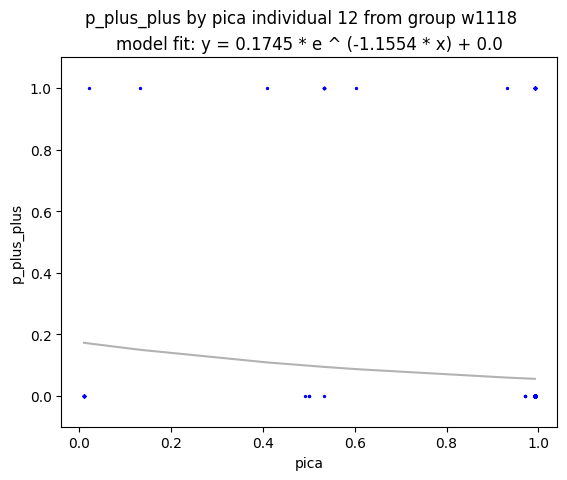 p_plus_plus by pica individual 12 from group w1118
model fit: y = 0.1745 * e ^ (-1.1554 * x) + 0.0
1.0
0.8
0.6
0.4
0.2
0.0
p_plus_plus
0.0 0.2 0.4 0.6 0.8 1.0
pica